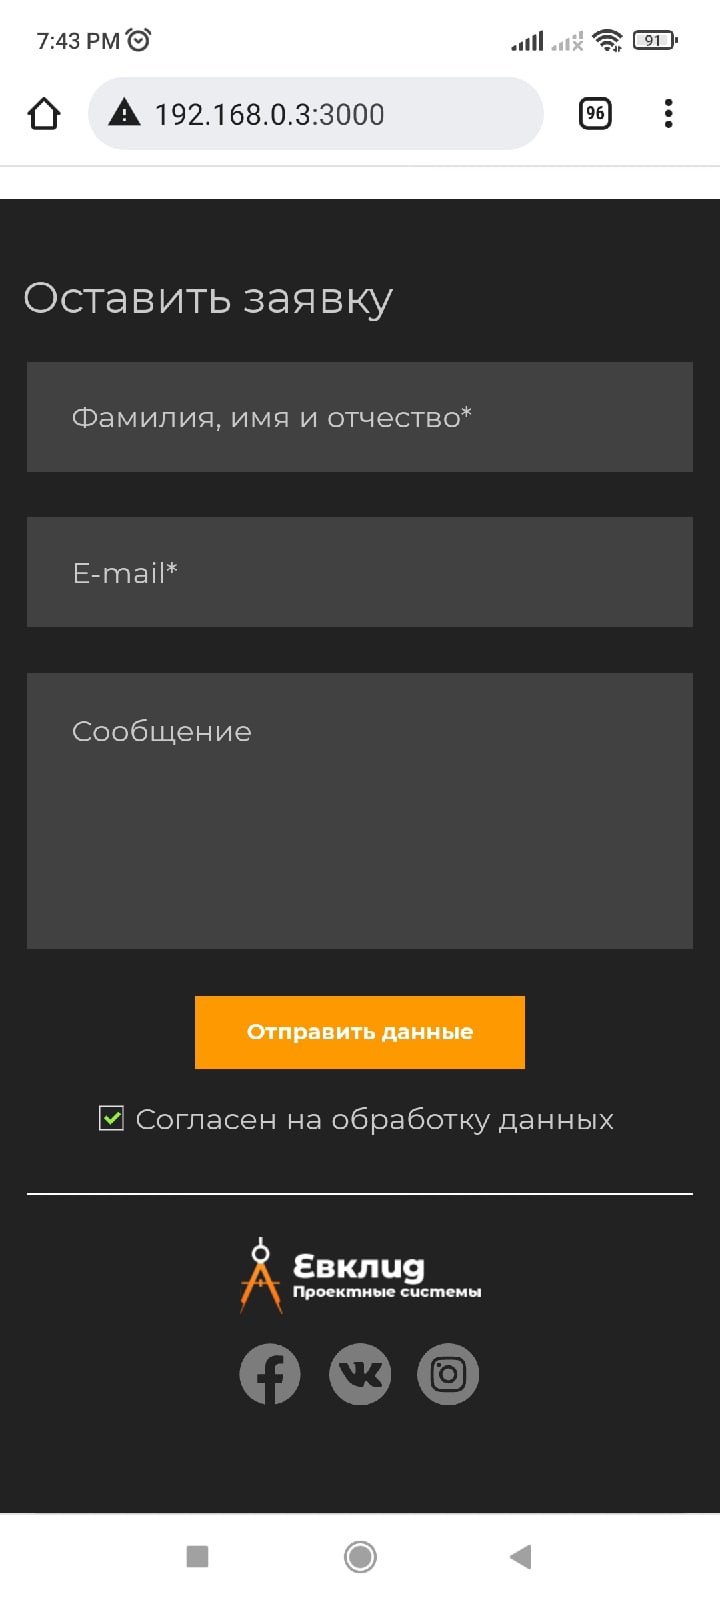 7:43 PM
91
192.168.0.3:3000
96
Оставить заявку
Фамилия, имя и отчество*
E-mail*
Сообщение
Отправить данные
Согласен на обработку данных
Евклид
Проектные системы